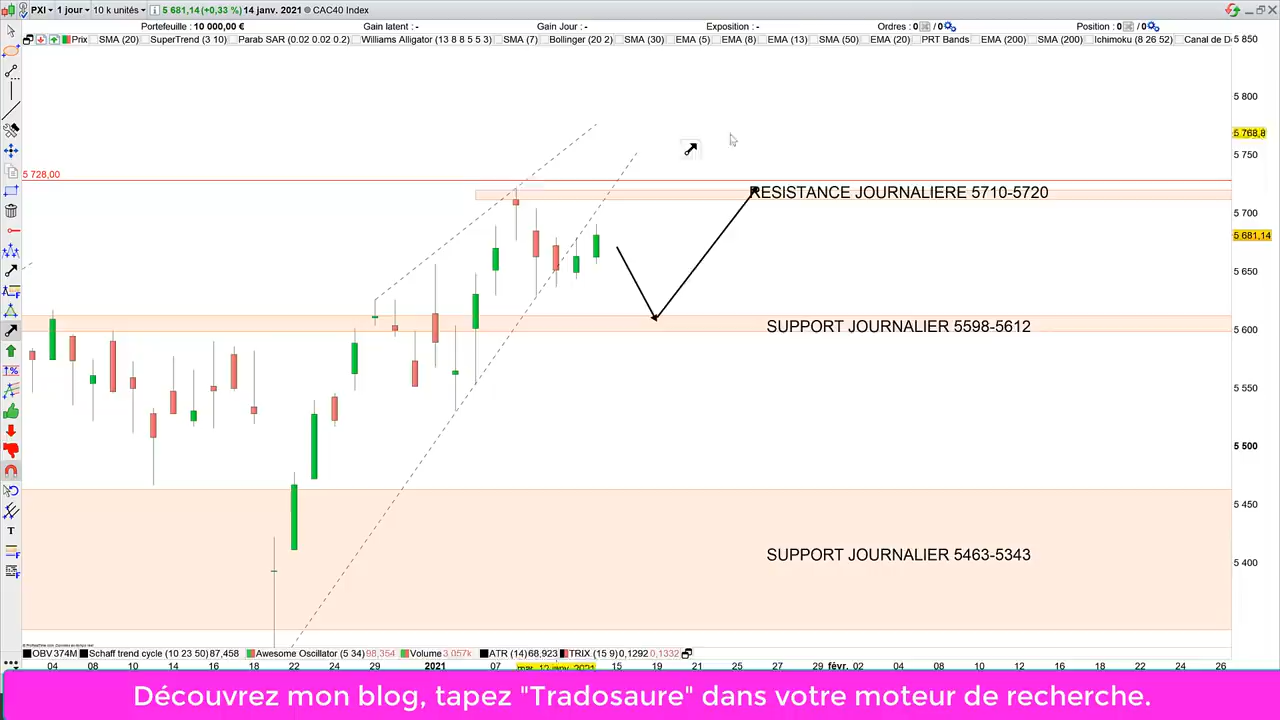 PXI 1 jour 10 k unités 5 681,14 (+0,33 %) 14 janv. 2021 CAC40 Index
Portefeuille : 10 000,00 € Gain latent : - Gain Jour : - Exposition : - Ordres : 0 / 0 Position : 0 / 0
Prix SMA (20) SuperTrend (3 10) Parab SAR (0.02 0.02 0.2) Williams Alligator (13 8 8 5 5 3) SMA (7) Bollinger (20 2) SMA (30) EMA (5) EMA (8) EMA (13) SMA (50) EMA (20) PRT Bands EMA (200) SMA (200) Ichimoku (8 26 52) Canal de D
5 850
5 800
5 768,8
5 750
5 728,00
RESISTANCE JOURNALIERE 5710-5720
5 700
5 681,14
5 650
SUPPORT JOURNALIER 5598-5612
5 600
5 550
5 500
5 450
SUPPORT JOURNALIER 5463-5343
5 400
OBV 374M Schaff trend cycle (10 23 50) 87,458 Awesome Oscillator (5 34) 98,354 Volume 3.057k ATR (14) 68,923 TRIX (15 9) 0,1292 0,1332
04 08 10 14 16 18 22 24 29 2021 07 mar. 12 janv. 2021 15 19 21 25 27 29 févr. 02 04 08 10 12 16 18 22 24 26
Découvrez mon blog, tapez "Tradosaure" dans votre moteur de recherche.